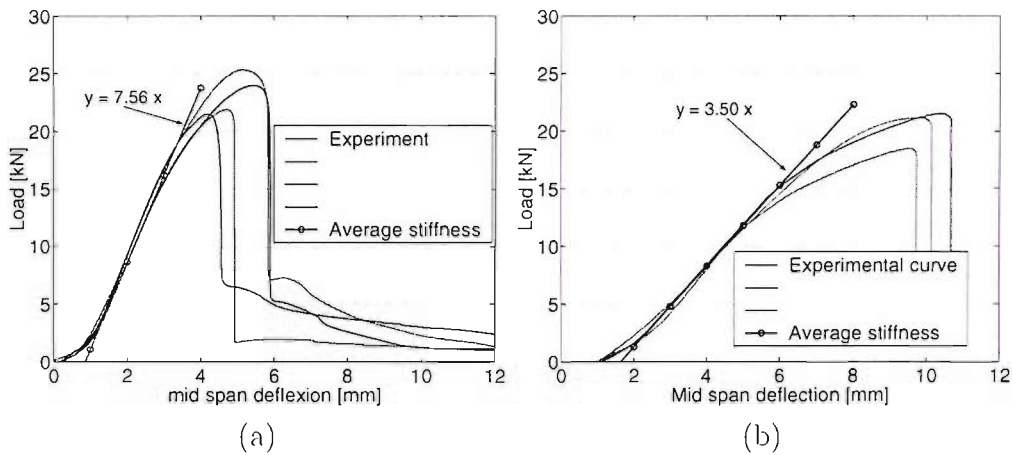 30
25
20
15
10
5
0
Load [kN]
y = 7.56 x
Experiment
Average stiffness
0 2 4 6 8 10 12
mid span deflexion [mm]
(a)
30
25
20
15
10
5
0
Load [kN]
y = 3.50 x
Experimental curve
Average stiffness
0 2 4 6 8 10 12
Mid span deflection [mm]
(b)